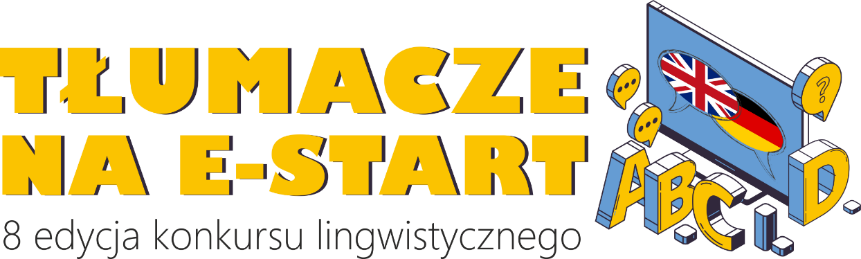 TŁUMACZE
NA E-START
8 edycja konkursu lingwistycznego
?
A.B.C.I.D.